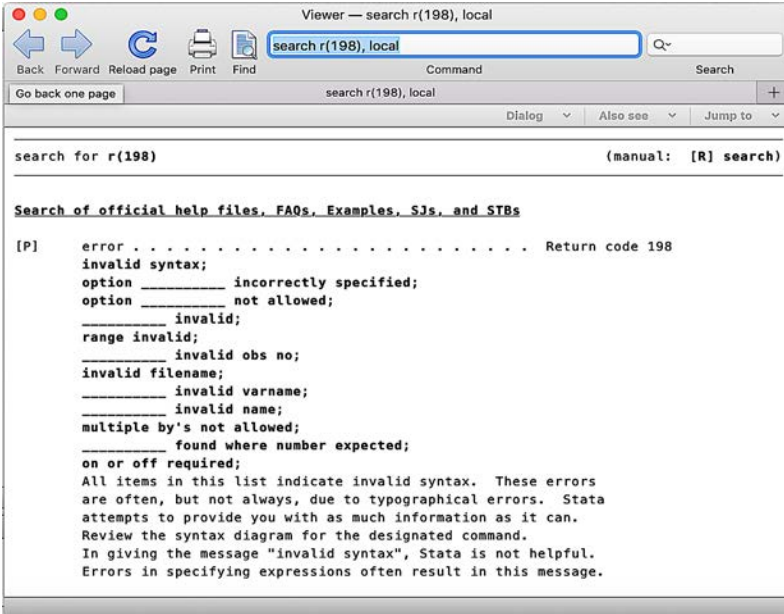 Viewer — search r(198), local
search r(198), local
Back Forward Reload page Print Find Command Search
Go back one page search r(198), local +
Dialog Also see Jump to
search for r(198) (manual: [R] search)
Search of official help files, FAQs, Examples, SJs, and STBs
[P] error . . . . . . . . . . . . . . . . . . . . . . . . . . Return code 198
invalid syntax;
option __________ incorrectly specified;
option __________ not allowed;
__________ invalid;
range invalid;
__________ invalid obs no;
invalid filename;
__________ invalid varname;
__________ invalid name;
multiple by's not allowed;
__________ found where number expected;
on or off required;
All items in this list indicate invalid syntax. These errors
are often, but not always, due to typographical errors. Stata
attempts to provide you with as much information as it can.
Review the syntax diagram for the designated command.
In giving the message "invalid syntax", Stata is not helpful.
Errors in specifying expressions often result in this message.